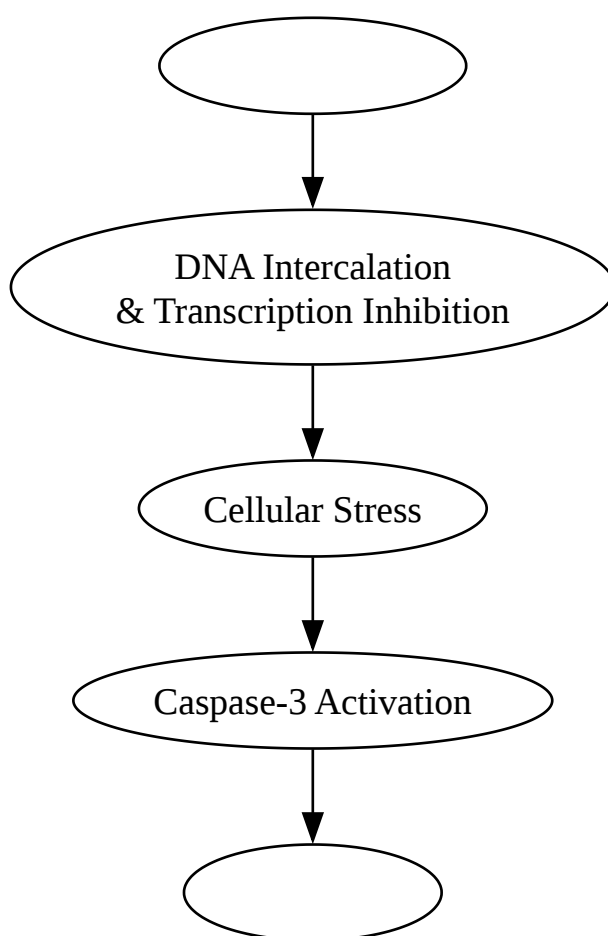 DNA Intercalation
& Transcription Inhibition
Cellular Stress
Caspase-3 Activation